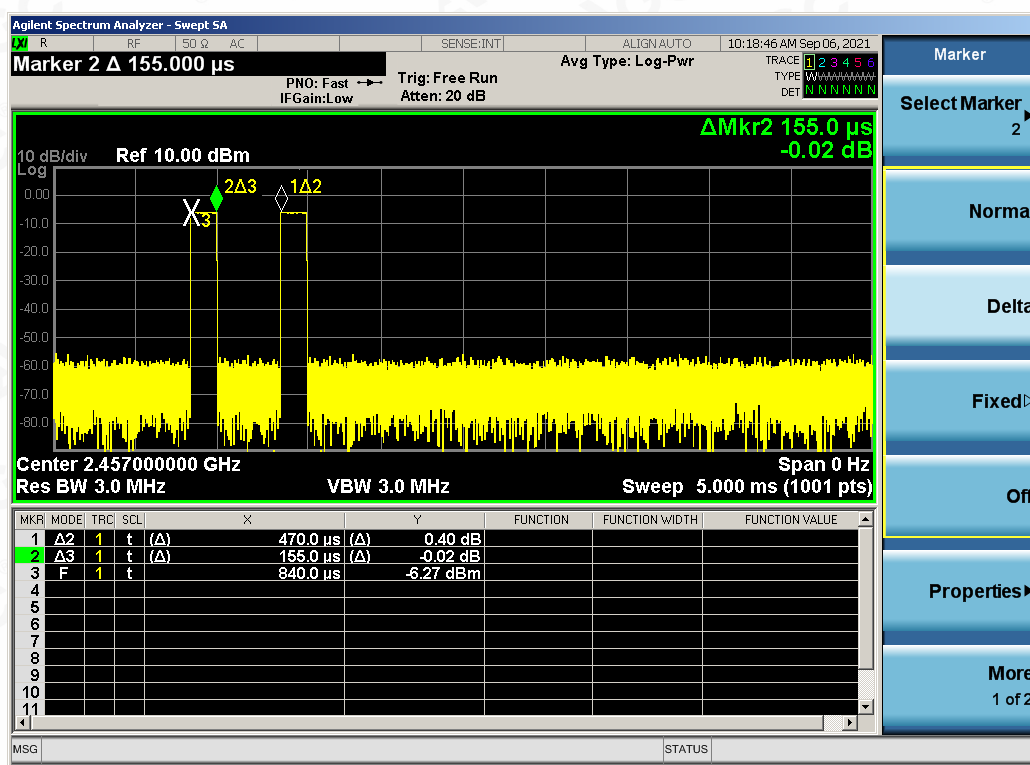 Agilent Spectrum Analyzer - Swept SA
LXI R RF 50 Ω AC SENSE:INT ALIGN AUTO 10:18:46 AM Sep 06, 2021
Marker 2 Δ 155.000 µs
PNO: Fast
IFGain:Low
Trig: Free Run
Atten: 20 dB
Avg Type: Log-Pwr
TRACE 1 2 3 4 5 6
TYPE WWWWWW
DET N N N N N N
ΔMkr2 155.0 µs
-0.02 dB
10 dB/div Ref 10.00 dBm
Log
0.00
-10.0
-20.0
-30.0
-40.0
-50.0
-60.0
-70.0
-80.0
2Δ3
1Δ2
X3
Center 2.457000000 GHz Span 0 Hz
Res BW 3.0 MHz VBW 3.0 MHz Sweep 5.000 ms (1001 pts)
MKR MODE TRC SCL X Y FUNCTION FUNCTION WIDTH FUNCTION VALUE
1 Δ2 1 t (Δ) 470.0 µs (Δ) 0.40 dB
2 Δ3 1 t (Δ) 155.0 µs (Δ) -0.02 dB
3 F 1 t 840.0 µs -6.27 dBm
4
5
6
7
8
9
10
11
MSG STATUS
Marker
Select Marker
2
Norma
Delta
Fixed
Off
Properties
More
1 of 2